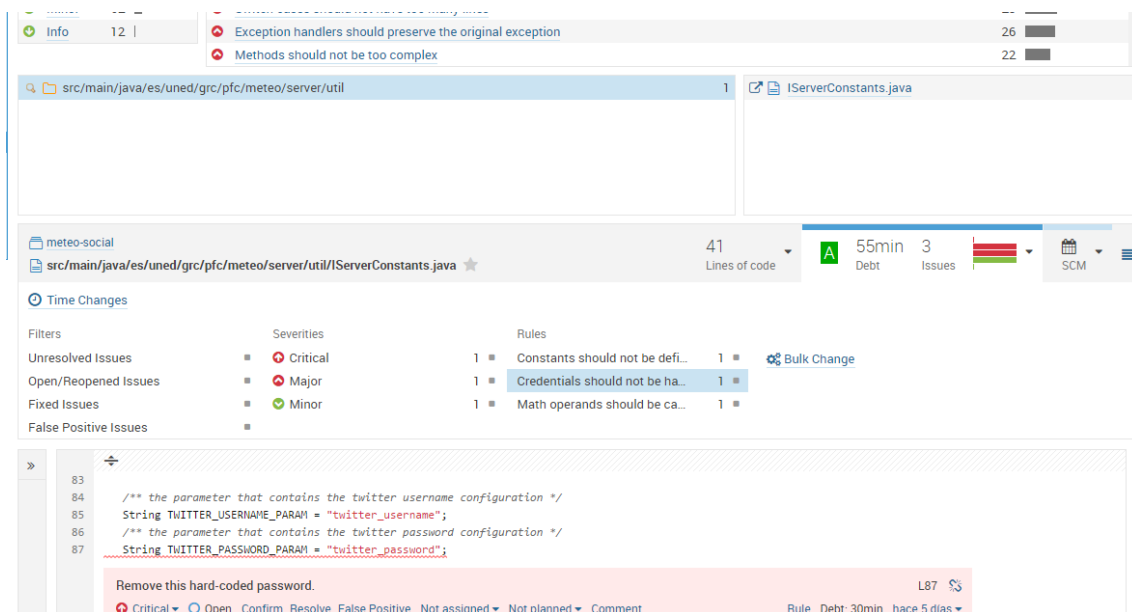 Info 12
Exception handlers should preserve the original exception 26
Methods should not be too complex 22
src/main/java/es/uned/grc/pfc/meteo/server/util 1
IServerConstants.java
meteo-social
src/main/java/es/uned/grc/pfc/meteo/server/util/IServerConstants.java
41
Lines of code
A
55min
Debt
3
Issues
SCM
Time Changes
Filters
Unresolved Issues
Open/Reopened Issues
Fixed Issues
False Positive Issues
Severities
Critical 1
Major 1
Minor 1
Rules
Constants should not be defi... 1
Credentials should not be ha... 1
Math operands should be ca... 1
Bulk Change
83
84 /** the parameter that contains the twitter username configuration */
85 String TWITTER_USERNAME_PARAM = "twitter_username";
86 /** the parameter that contains the twitter password configuration */
87 String TWITTER_PASSWORD_PARAM = "twitter_password";
Remove this hard-coded password. L87
Critical Open Confirm Resolve False Positive Not assigned Not planned Comment Rule Debt: 30min hace 5 días